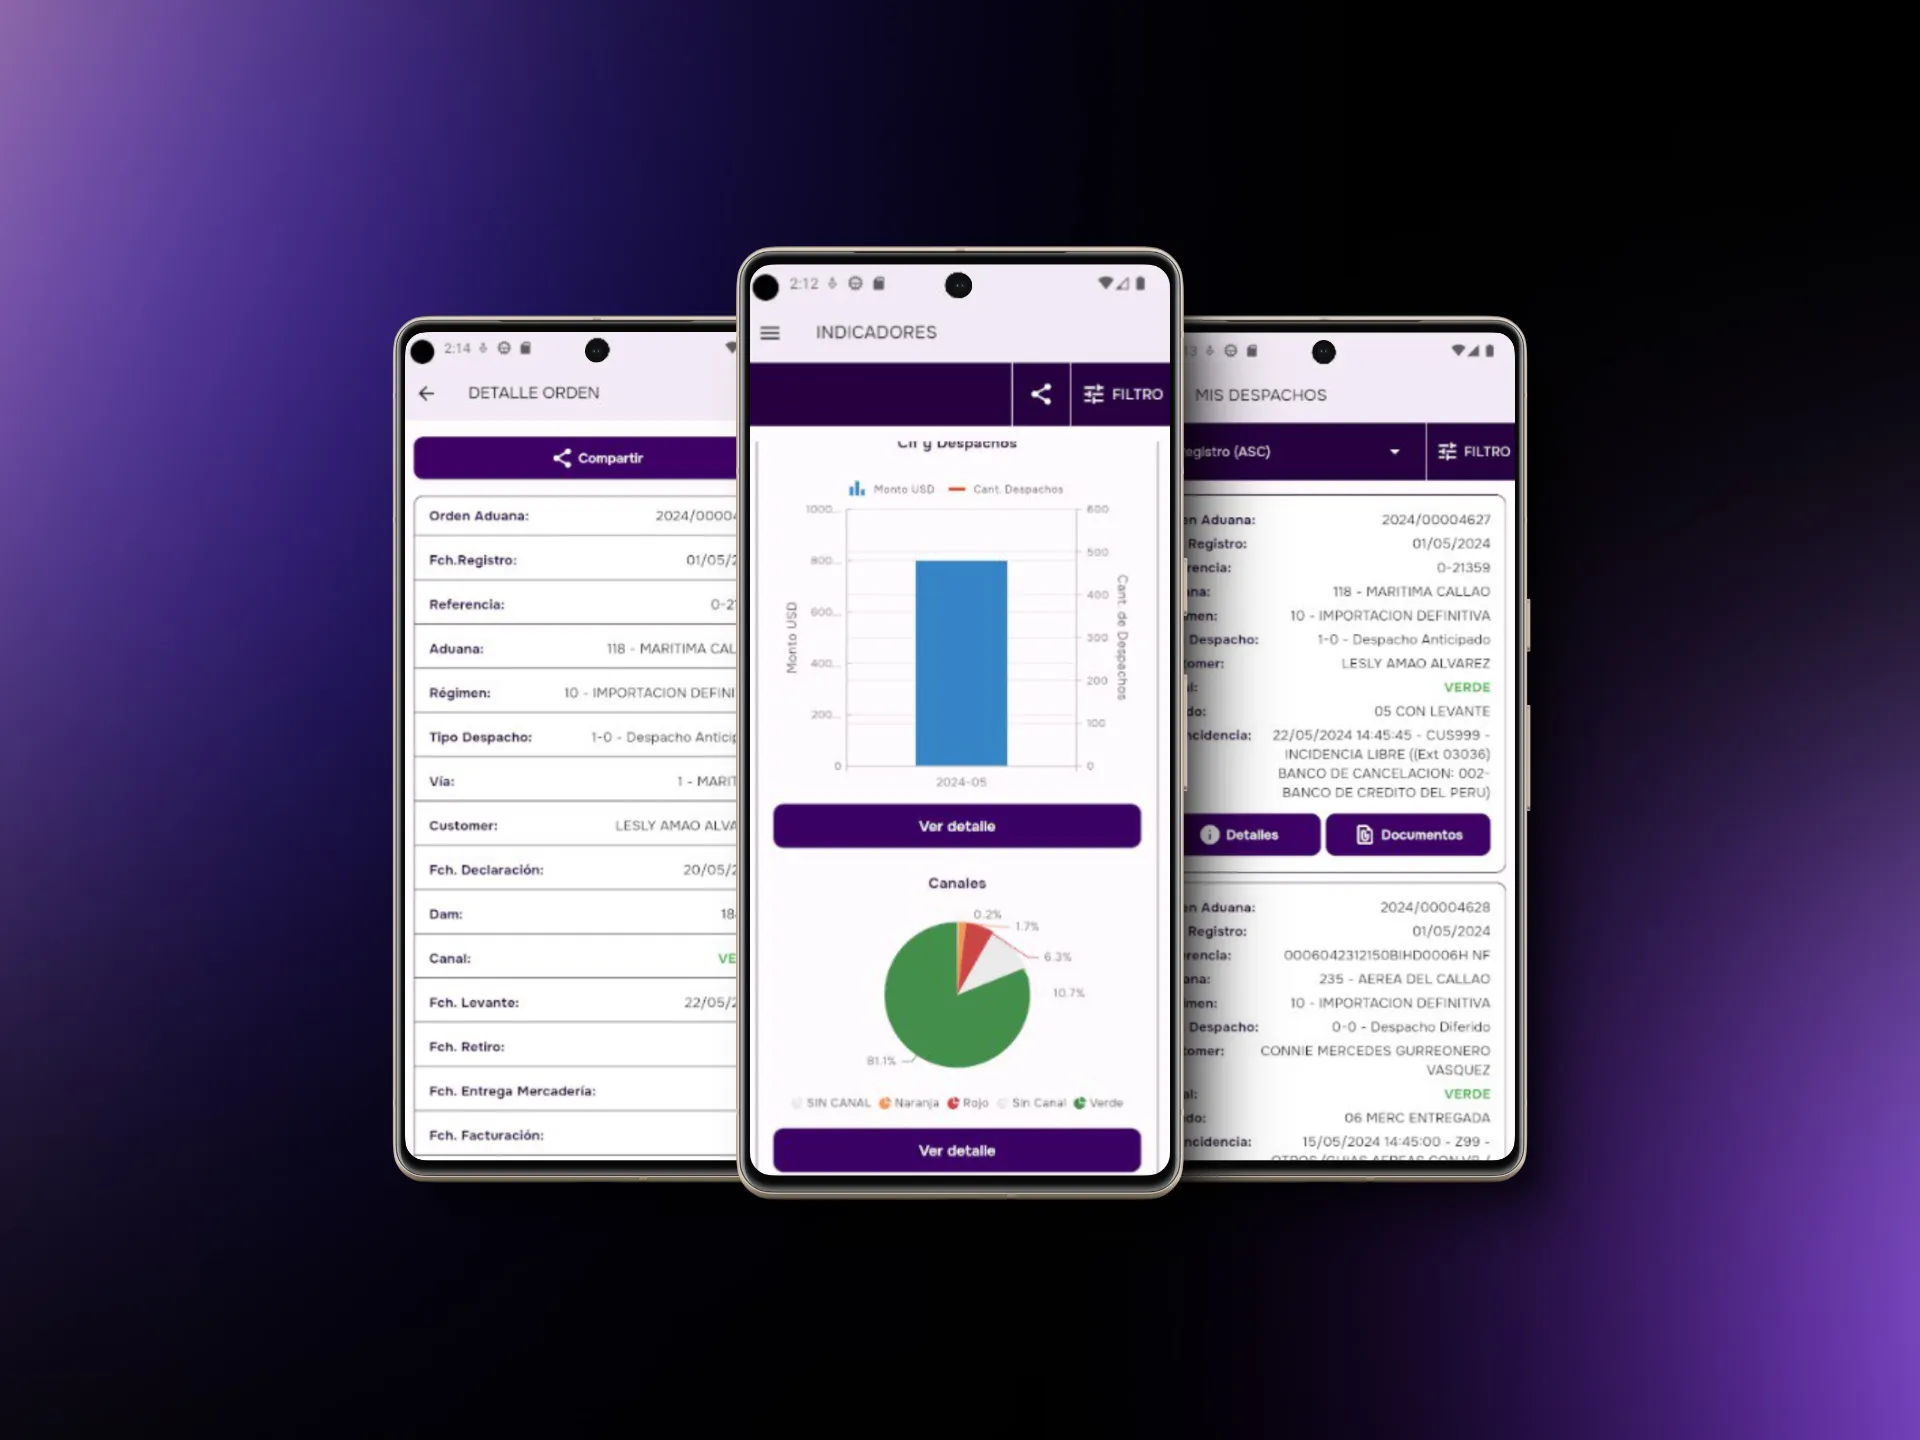 2:14
DETALLE ORDEN
Compartir
Orden Aduana: 2024/0000
Fch.Registro: 01/05/2
Referencia: 0-2
Aduana: 118 - MARITIMA CAL
Régimen: 10 - IMPORTACION DEFINI
Tipo Despacho: 1-0 - Despacho Anticip
Vía: 1 - MARIT
Customer: LESLY AMAO ALVA
Fch. Declaración: 20/05/2
Dam: 18
Canal: VE
Fch. Levante: 22/05/2
Fch. Retiro:
Fch. Entrega Mercadería:
Fch. Facturación:
2:12
INDICADORES
FILTRO
Cif y Despachos
Monto USD Cant. Despachos
1000...
800...
600...
400...
200...
0
600
500
400
300
200
100
0
Monto USD
Cant. de Despachos
2024-05
Ver detalle
Canales
0.2%
1.7%
6.3%
10.7%
81.1%
SIN CANAL Naranja Rojo Sin Canal Verde
Ver detalle
3
MIS DESPACHOS
egistro (ASC) FILTRO
n Aduana: 2024/00004627
Registro: 01/05/2024
rencia: 0-21359
na: 118 - MARITIMA CALLAO
men: 10 - IMPORTACION DEFINITIVA
Despacho: 1-0 - Despacho Anticipado
omer: LESLY AMAO ALVAREZ
l: VERDE
do: 05 CON LEVANTE
ncidencia: 22/05/2024 14:45:45 - CUS999 -
INCIDENCIA LIBRE ((Ext 03036)
BANCO DE CANCELACION: 002-
BANCO DE CREDITO DEL PERU)
Detalles Documentos
n Aduana: 2024/00004628
Registro: 01/05/2024
rencia: 0006042312150BIHD0006H NF
ana: 235 - AEREA DEL CALLAO
men: 10 - IMPORTACION DEFINITIVA
Despacho: 0-0 - Despacho Diferido
omer: CONNIE MERCEDES GURREONERO
VASQUEZ
al: VERDE
do: 06 MERC ENTREGADA
ncidencia: 15/05/2024 14:45:00 - Z99 -
OTROS (GUIAS AEREAS CON